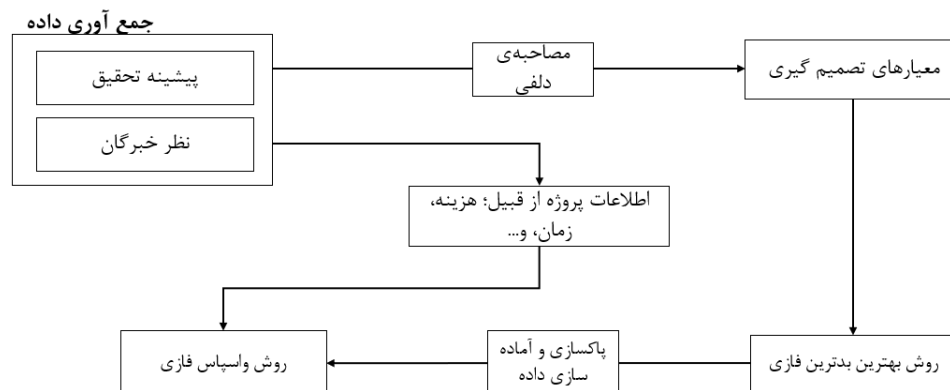 جمع آوری داده
پیشینه تحقیق
نظر خبرگان
مصاحبه‌ی
دلفی
معیارهای تصمیم گیری
اطلاعات پروژه از قبیل؛ هزینه،
زمان، و...
روش بهترین بدترین فازی
پاکسازی و آماده
سازی داده
روش واسپاس فازی